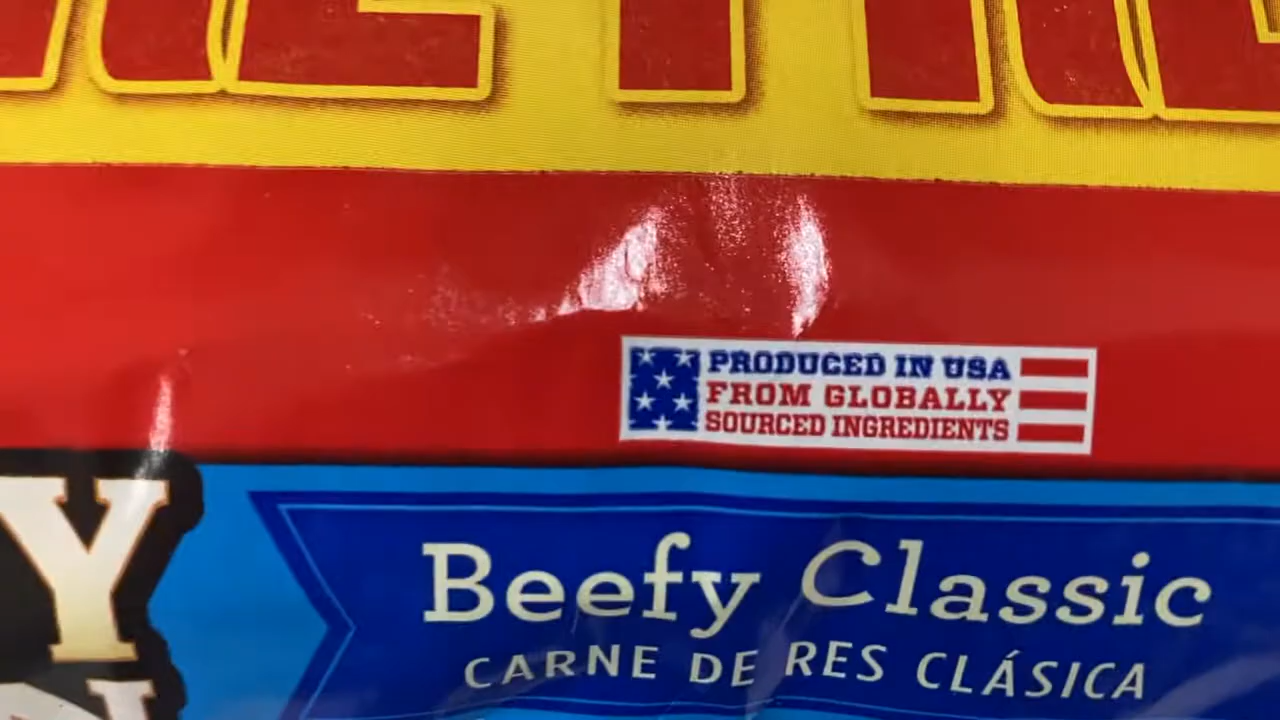 PRODUCED IN USA
FROM GLOBALLY
SOURCED INGREDIENTS
Y
Beefy Classic
CARNE DE RES CLÁSICA
N